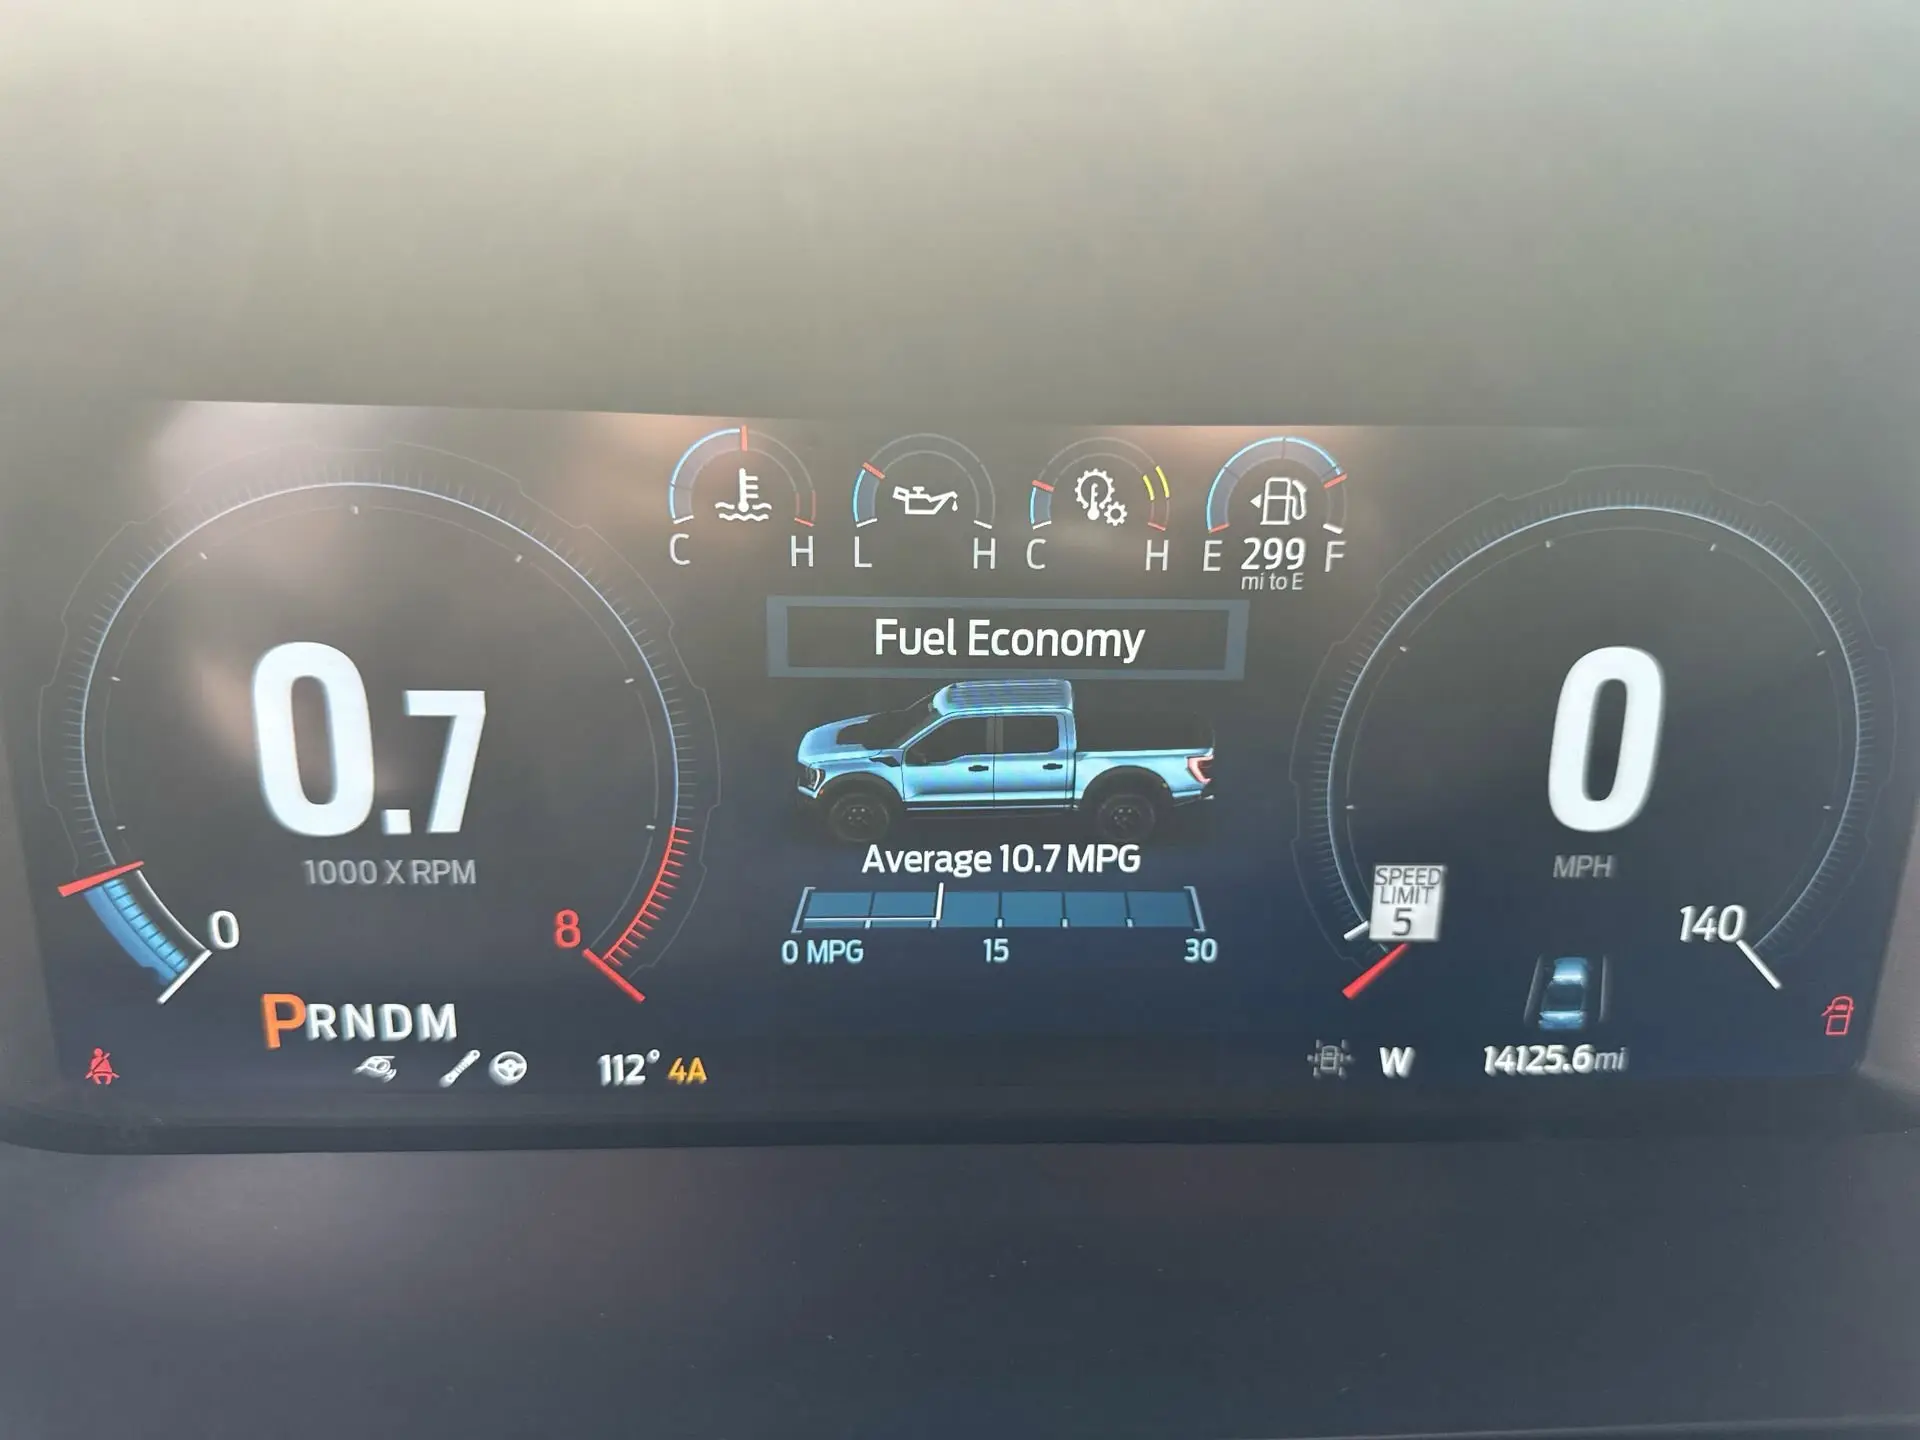 C H L H C H E 299 F
mi to E
Fuel Economy
0.7
1000 X RPM
0
MPH
Average 10.7 MPG
SPEED
LIMIT
5
0
8
140
0 MPG 15 30
PRNDM
112° 4A
W
14125.6mi